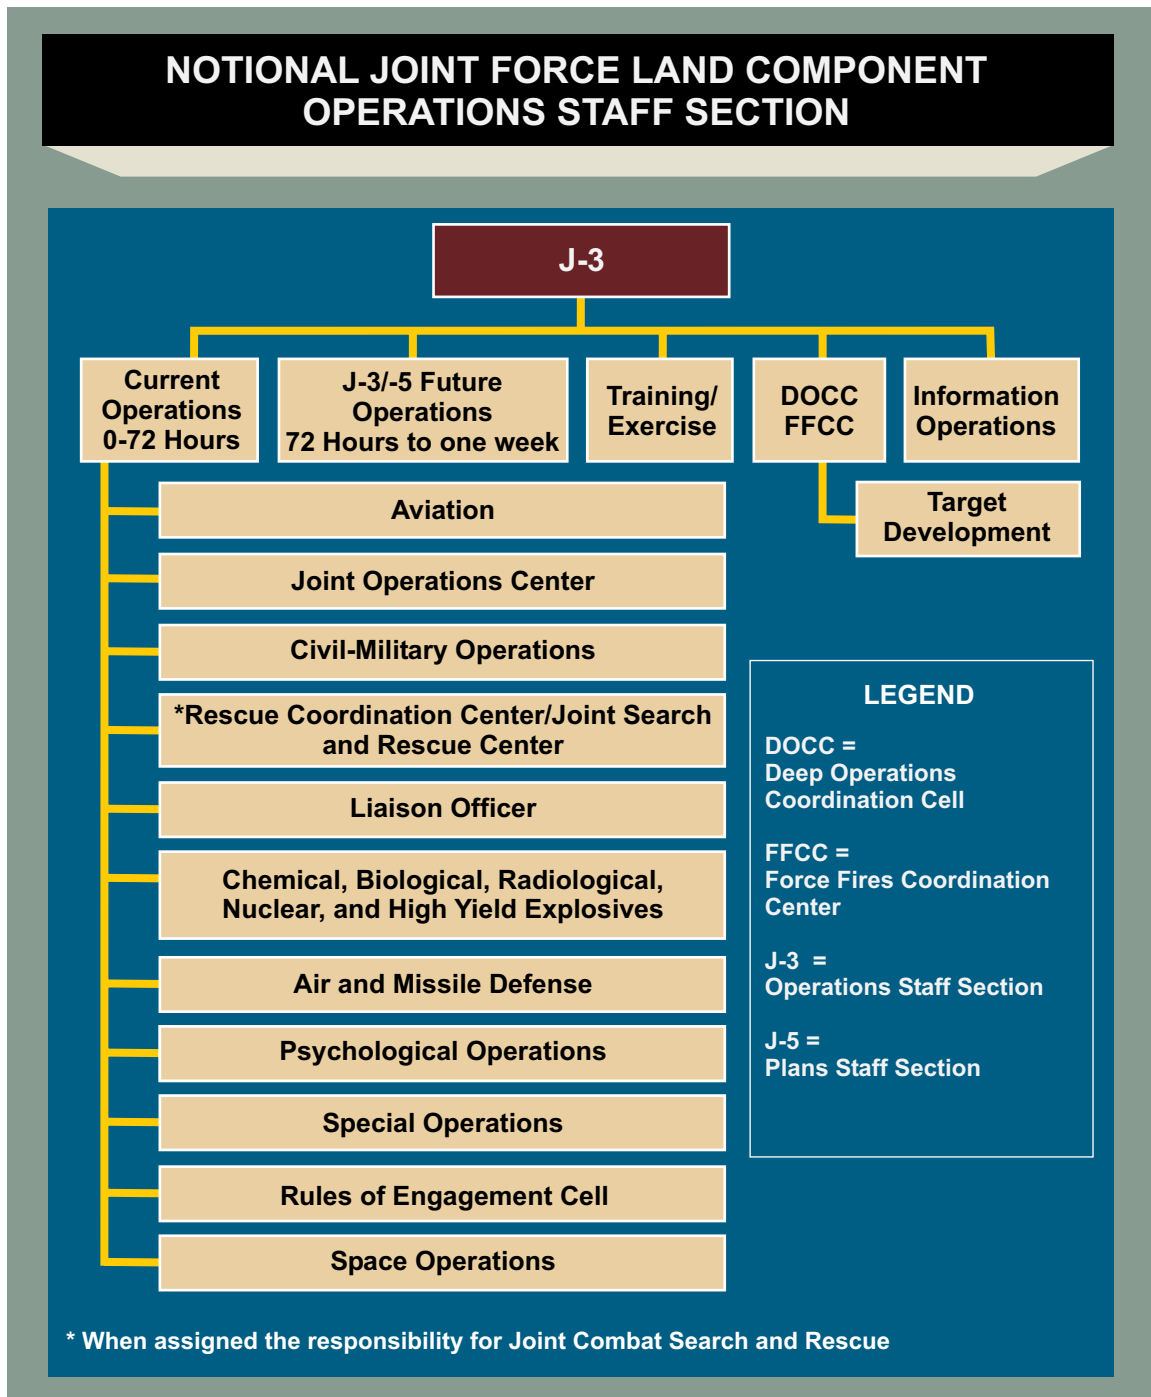 NOTIONAL JOINT FORCE LAND COMPONENT
OPERATIONS STAFF SECTION
J-3
Current
Operations
0-72 Hours
J-3/-5 Future
Operations
72 Hours to one week
Training/
Exercise
DOCC
FFCC
Information
Operations
Target
Development
Aviation
Joint Operations Center
Civil-Military Operations
*Rescue Coordination Center/Joint Search
and Rescue Center
Liaison Officer
Chemical, Biological, Radiological,
Nuclear, and High Yield Explosives
Air and Missile Defense
Psychological Operations
Special Operations
Rules of Engagement Cell
Space Operations
LEGEND
DOCC =
Deep Operations
Coordination Cell
FFCC =
Force Fires Coordination
Center
J-3 =
Operations Staff Section
J-5 =
Plans Staff Section
* When assigned the responsibility for Joint Combat Search and Rescue